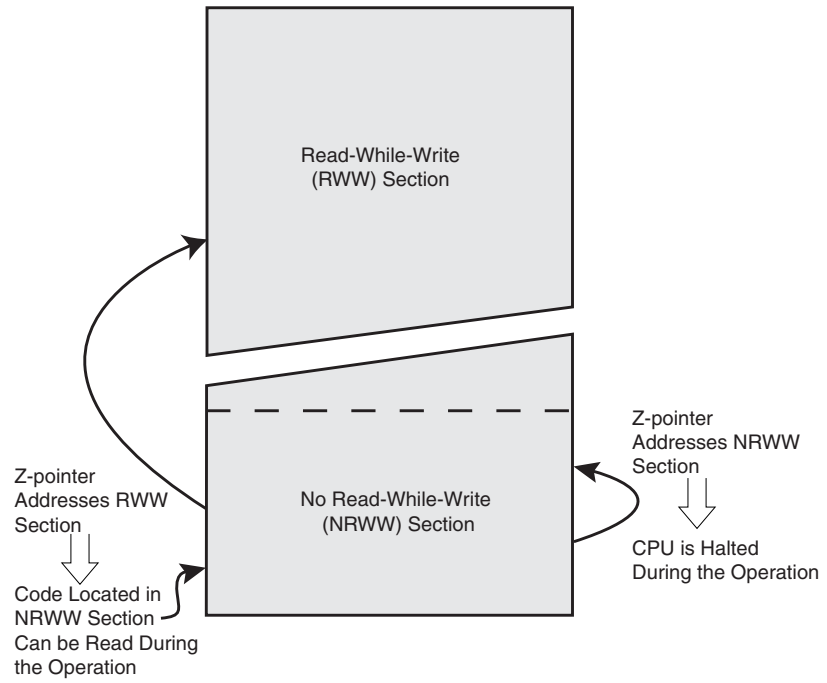 Read-While-Write
(RWW) Section
Z-pointer
Addresses NRWW
Section
Z-pointer
Addresses RWW
Section
No Read-While-Write
(NRWW) Section
CPU is Halted
During the Operation
Code Located in
NRWW Section
Can be Read During
the Operation